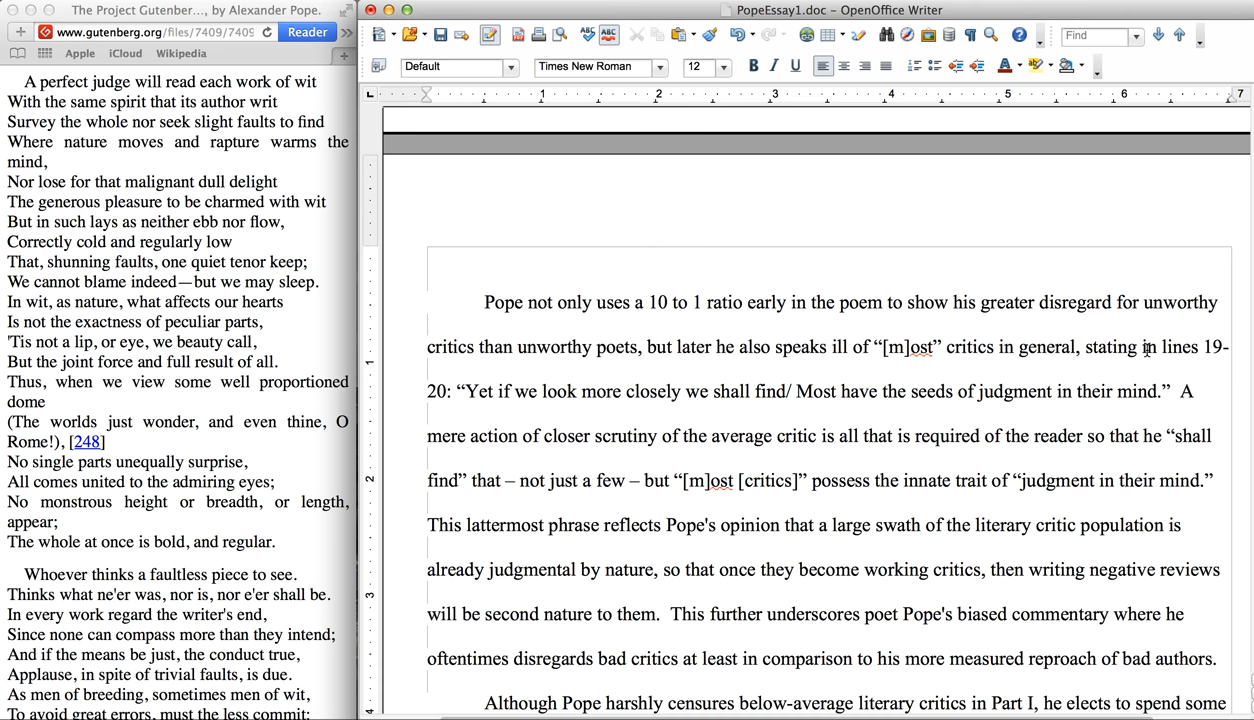 The Project Gutenber..., by Alexander Pope.
www.gutenberg.org/files/7409/7409
Reader
Apple iCloud Wikipedia
A perfect judge will read each work of wit
With the same spirit that its author writ
Survey the whole nor seek slight faults to find
Where nature moves and rapture warms the
mind,
Nor lose for that malignant dull delight
The generous pleasure to be charmed with wit
But in such lays as neither ebb nor flow,
Correctly cold and regularly low
That, shunning faults, one quiet tenor keep;
We cannot blame indeed—but we may sleep.
In wit, as nature, what affects our hearts
Is not the exactness of peculiar parts,
'Tis not a lip, or eye, we beauty call,
But the joint force and full result of all.
Thus, when we view some well proportioned
dome
(The worlds just wonder, and even thine, O
Rome!), [248]
No single parts unequally surprise,
All comes united to the admiring eyes;
No monstrous height or breadth, or length,
appear;
The whole at once is bold, and regular.
Whoever thinks a faultless piece to see.
Thinks what ne'er was, nor is, nor e'er shall be.
In every work regard the writer's end,
Since none can compass more than they intend;
And if the means be just, the conduct true,
Applause, in spite of trivial faults, is due.
As men of breeding, sometimes men of wit,
To avoid great errors, must the less commit:
PopeEssay1.doc – OpenOffice Writer
Find
Default
Times New Roman
12
B I U
1 2 3 4 5 6 7
Pope not only uses a 10 to 1 ratio early in the poem to show his greater disregard for unworthy
critics than unworthy poets, but later he also speaks ill of “[m]ost” critics in general, stating in lines 19-
20: “Yet if we look more closely we shall find/ Most have the seeds of judgment in their mind.”  A
mere action of closer scrutiny of the average critic is all that is required of the reader so that he “shall
find” that – not just a few – but “[m]ost [critics]” possess the innate trait of “judgment in their mind.”
This lattermost phrase reflects Pope's opinion that a large swath of the literary critic population is
already judgmental by nature, so that once they become working critics, then writing negative reviews
will be second nature to them.  This further underscores poet Pope's biased commentary where he
oftentimes disregards bad critics at least in comparison to his more measured reproach of bad authors.
Although Pope harshly censures below-average literary critics in Part I, he elects to spend some
1
2
3
4